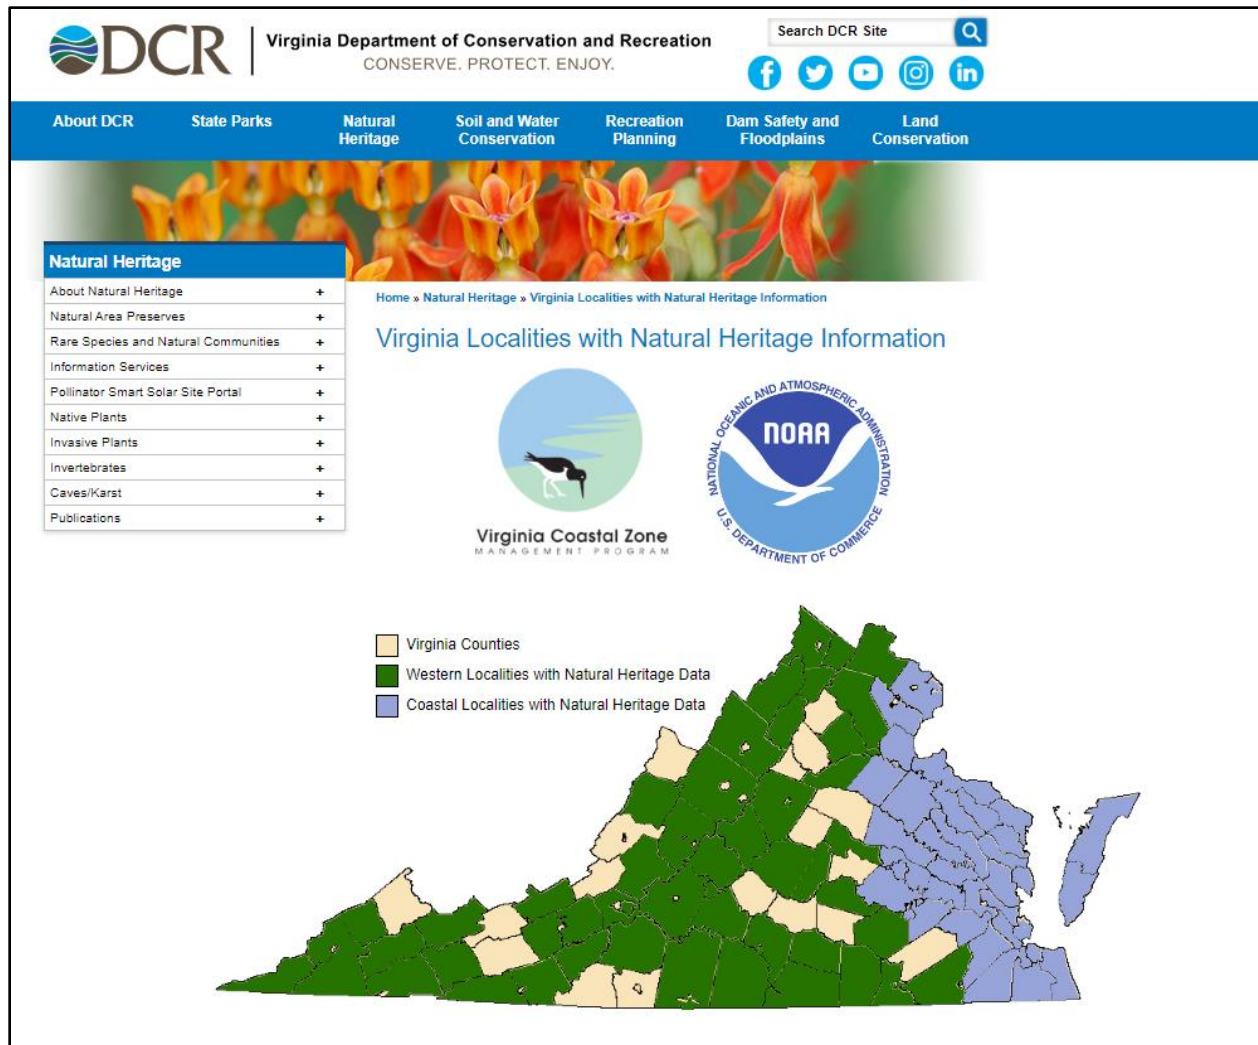 DCR
Virginia Department of Conservation and Recreation
CONSERVE. PROTECT. ENJOY.
Search DCR Site
About DCR
State Parks
Natural
Heritage
Soil and Water
Conservation
Recreation
Planning
Dam Safety and
Floodplains
Land
Conservation
Natural Heritage
About Natural Heritage +
Natural Area Preserves +
Rare Species and Natural Communities +
Information Services +
Pollinator Smart Solar Site Portal +
Native Plants +
Invasive Plants +
Invertebrates +
Caves/Karst +
Publications +
Home » Natural Heritage » Virginia Localities with Natural Heritage Information
Virginia Localities with Natural Heritage Information
Virginia Coastal Zone
MANAGEMENT PROGRAM
NATIONAL OCEANIC AND ATMOSPHERIC ADMINISTRATION
NOAA
U.S. DEPARTMENT OF COMMERCE
Virginia Counties
Western Localities with Natural Heritage Data
Coastal Localities with Natural Heritage Data